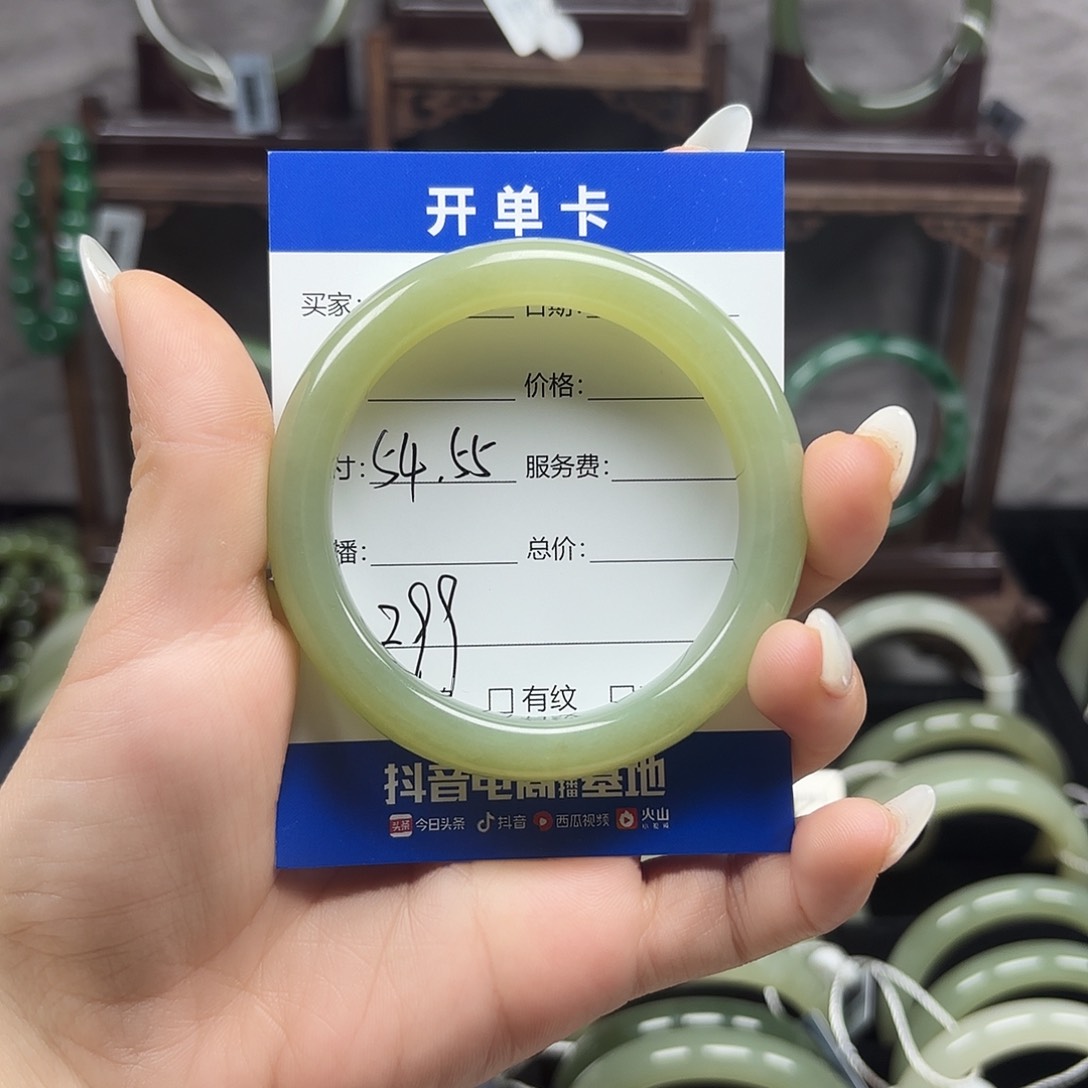 开单卡
买家: 日期:
价格:
寸: 54.55 服务费:
播: 总价:
299
有纹
抖音电商直播基地
今日头条 抖音 西瓜视频 火山